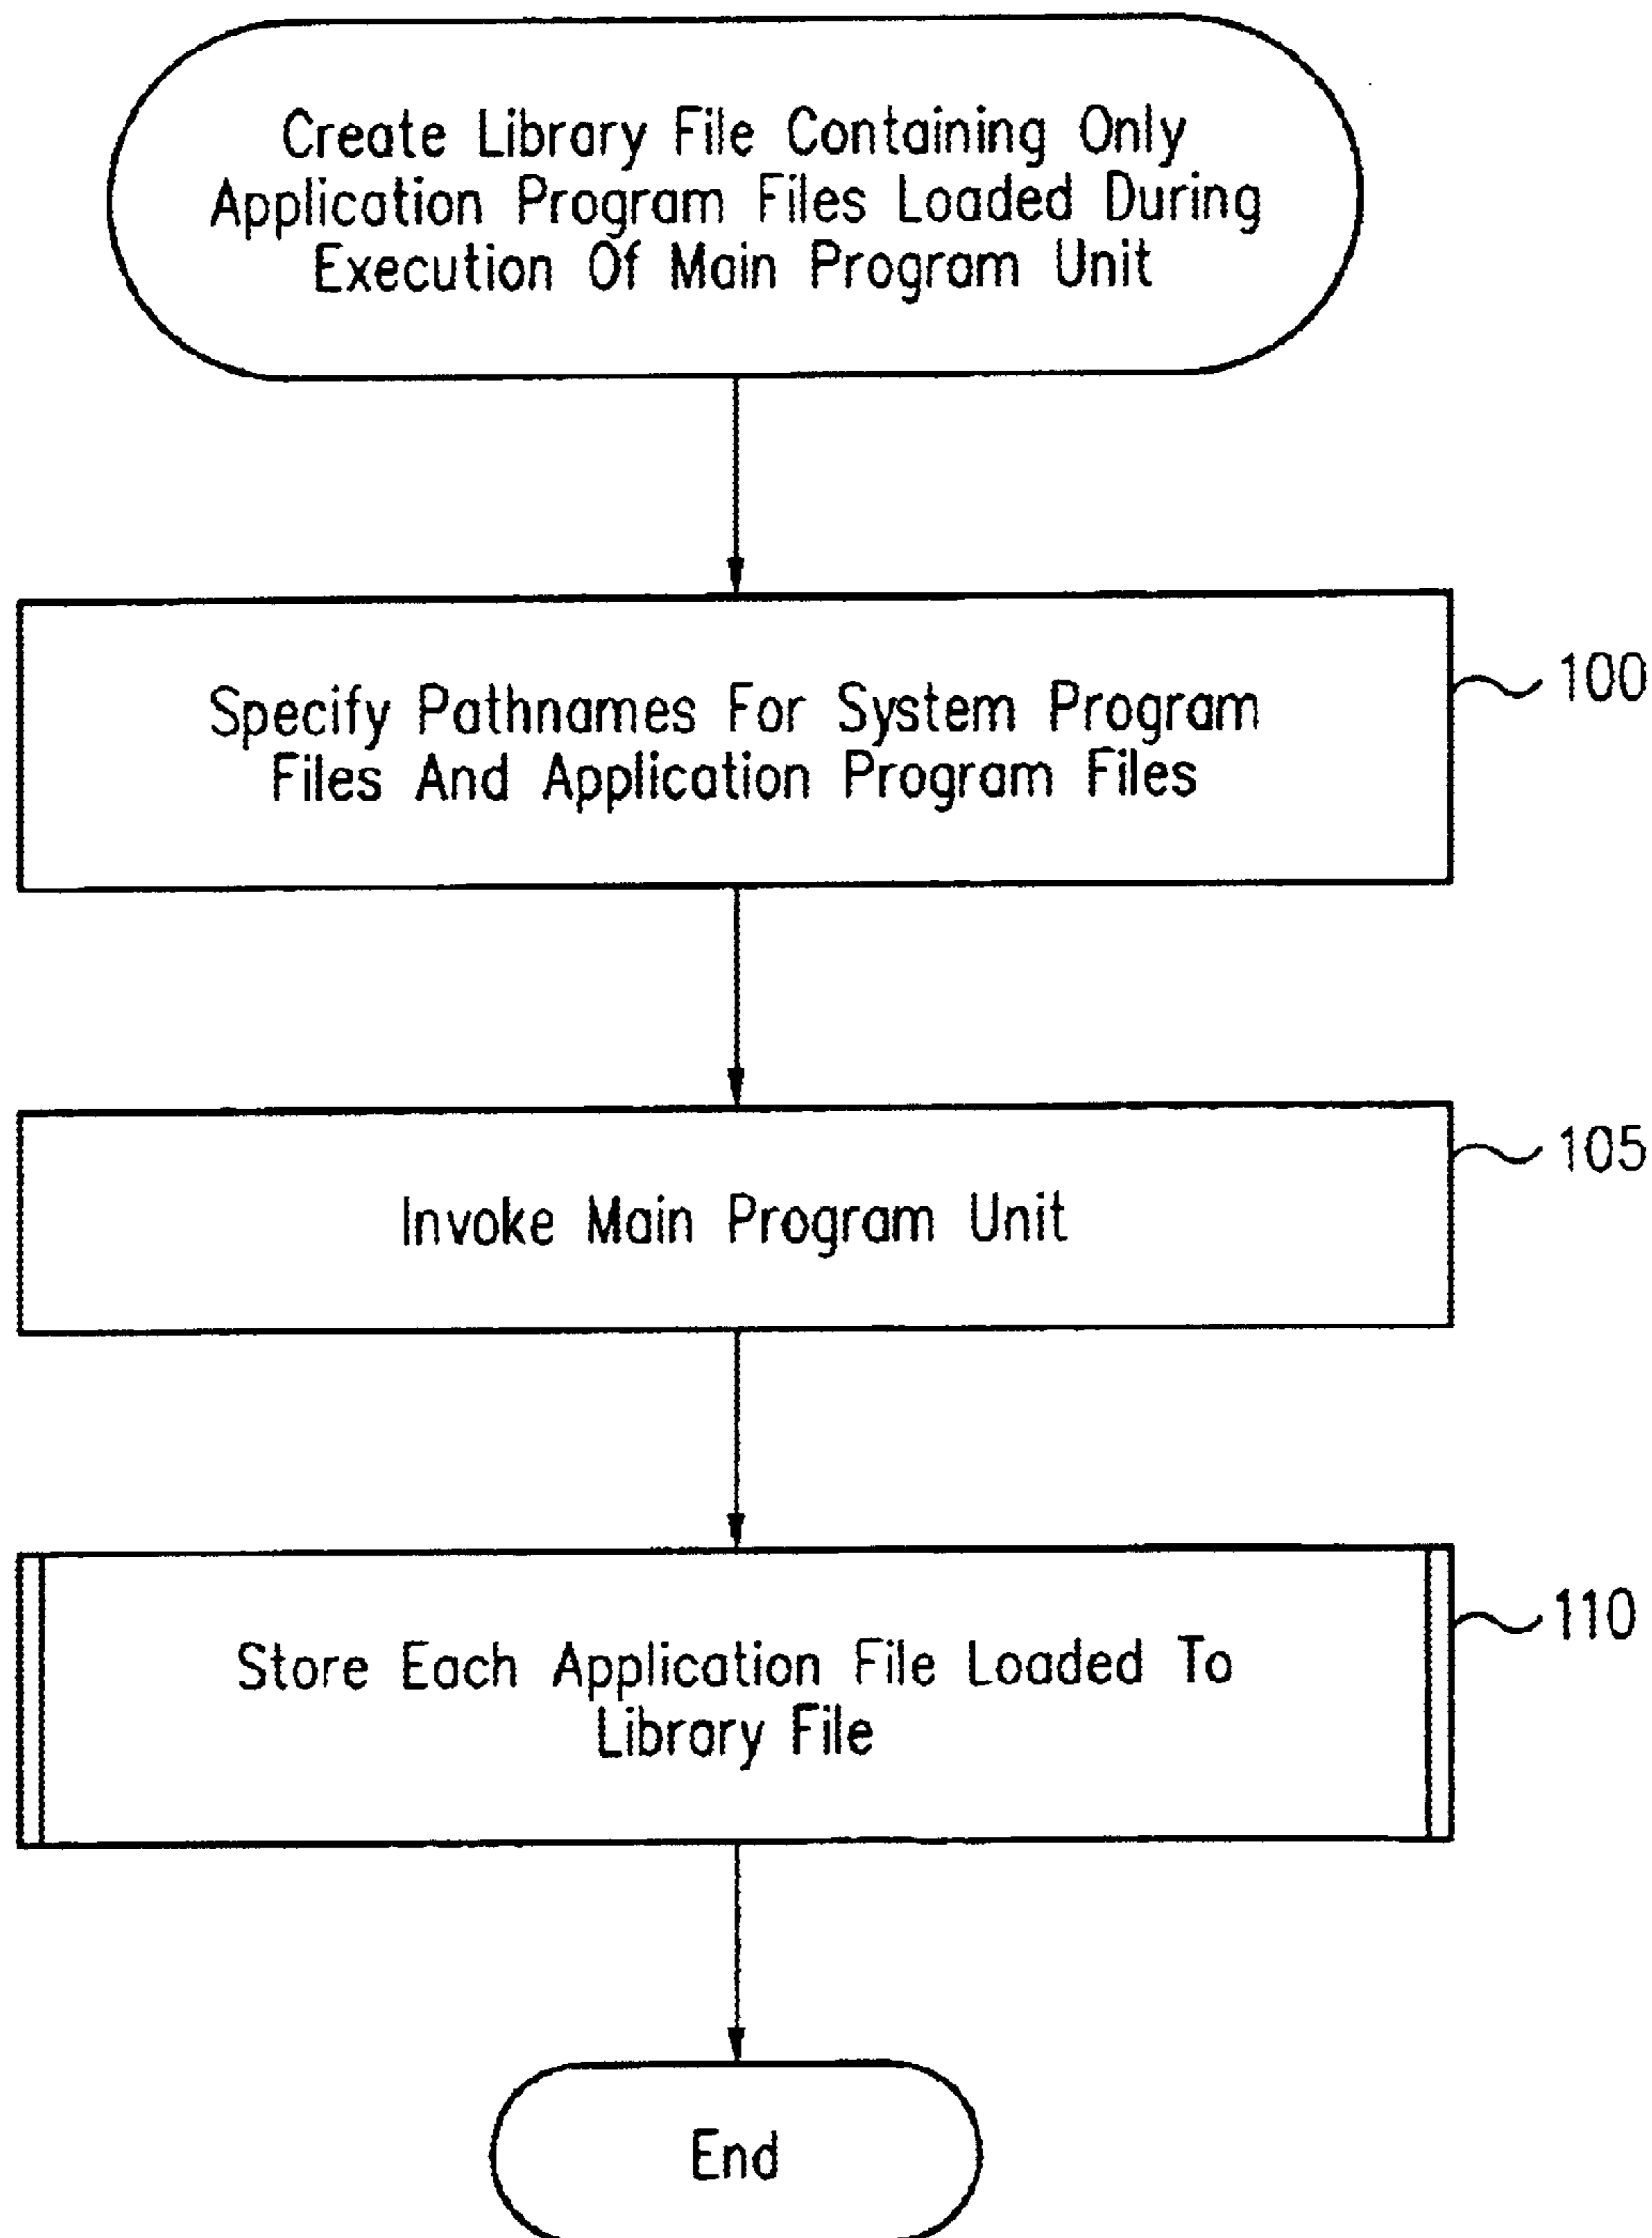 Create Library File Containing Only
Application Program Files Loaded During
Execution Of Main Program Unit
Specify Pathnames For System Program
Files And Application Program Files
100
Invoke Main Program Unit
105
Store Each Application File Loaded To
Library File
110
End